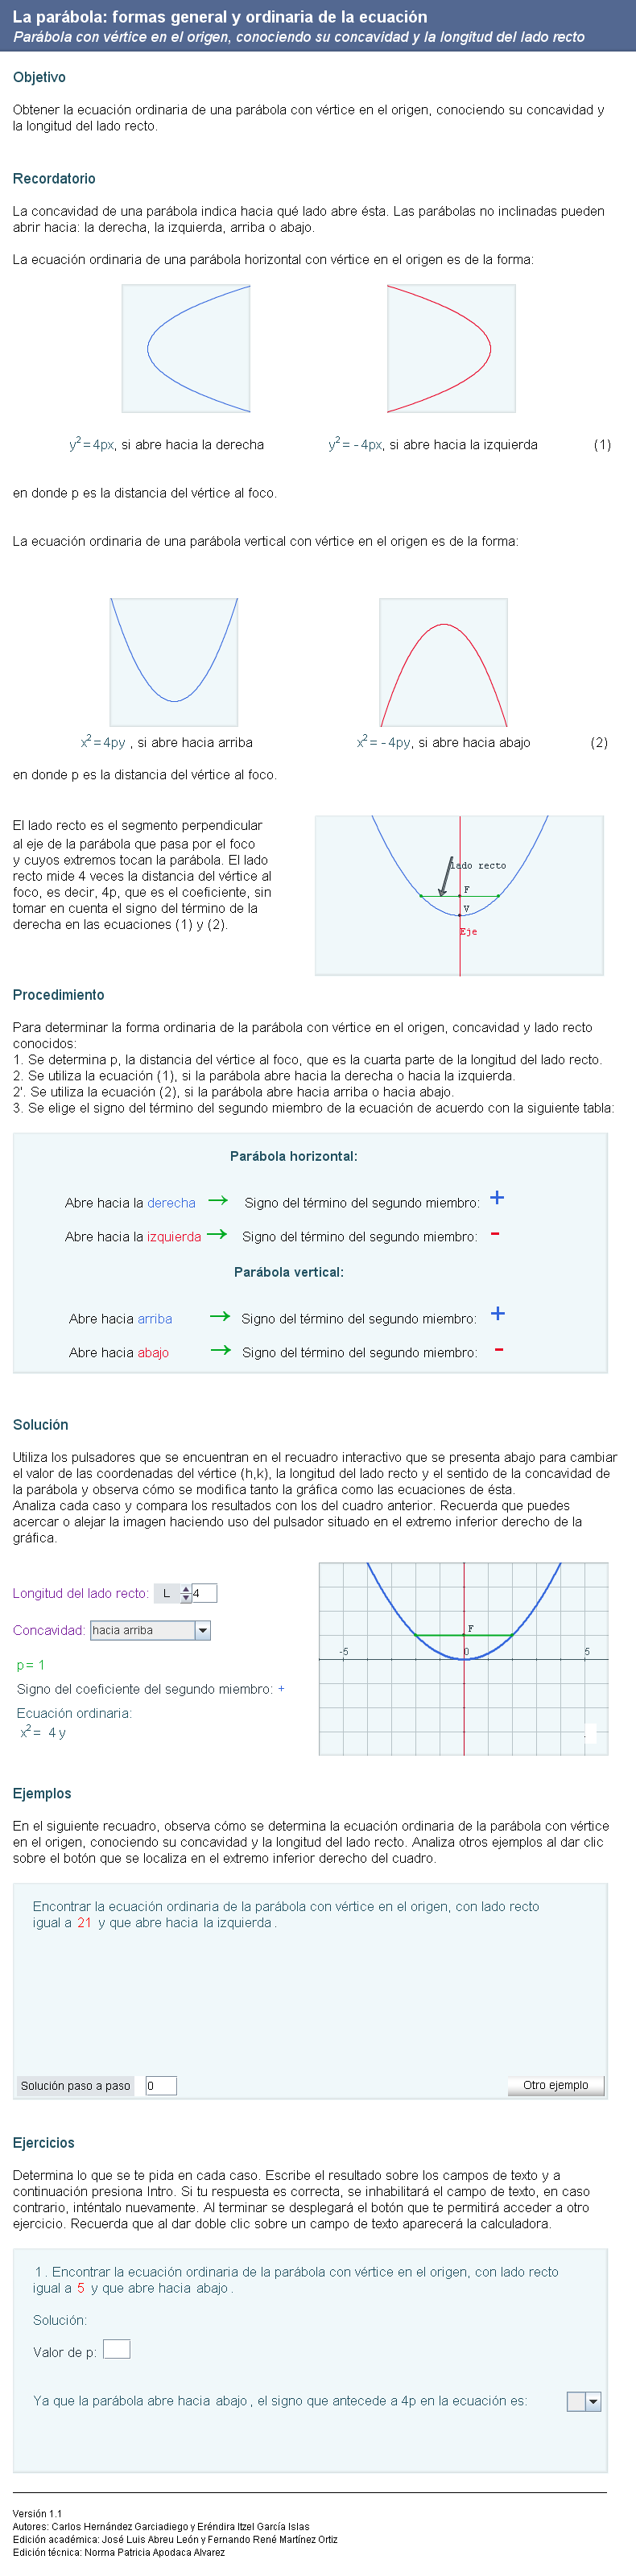 La parábola: formas general y ordinaria de la ecuación
Parábola con vértice en el origen, conociendo su concavidad y la longitud del lado recto
Objetivo
Obtener la ecuación ordinaria de una parábola con vértice en el origen, conociendo su concavidad y
la longitud del lado recto.
Recordatorio
La concavidad de una parábola indica hacia qué lado abre ésta. Las parábolas no inclinadas pueden
abrir hacia: la derecha, la izquierda, arriba o abajo.
La ecuación ordinaria de una parábola horizontal con vértice en el origen es de la forma:
y²=4px, si abre hacia la derecha y²= - 4px, si abre hacia la izquierda (1)
en donde p es la distancia del vértice al foco.
La ecuación ordinaria de una parábola vertical con vértice en el origen es de la forma:
x²=4py , si abre hacia arriba x²= - 4py, si abre hacia abajo (2)
en donde p es la distancia del vértice al foco.
El lado recto es el segmento perpendicular
al eje de la parábola que pasa por el foco
y cuyos extremos tocan la parábola. El lado
recto mide 4 veces la distancia del vértice al
foco, es decir, 4p, que es el coeficiente, sin
tomar en cuenta el signo del término de la
derecha en las ecuaciones (1) y (2).
lado recto
F
V
Eje
Procedimiento
Para determinar la forma ordinaria de la parábola con vértice en el origen, concavidad y lado recto
conocidos:
1. Se determina p, la distancia del vértice al foco, que es la cuarta parte de la longitud del lado recto.
2. Se utiliza la ecuación (1), si la parábola abre hacia la derecha o hacia la izquierda.
2'. Se utiliza la ecuación (2), si la parábola abre hacia arriba o hacia abajo.
3. Se elige el signo del término del segundo miembro de la ecuación de acuerdo con la siguiente tabla:
Parábola horizontal:
Abre hacia la derecha → Signo del término del segundo miembro: +
Abre hacia la izquierda → Signo del término del segundo miembro: -
Parábola vertical:
Abre hacia arriba → Signo del término del segundo miembro: +
Abre hacia abajo → Signo del término del segundo miembro: -
Solución
Utiliza los pulsadores que se encuentran en el recuadro interactivo que se presenta abajo para cambiar
el valor de las coordenadas del vértice (h,k), la longitud del lado recto y el sentido de la concavidad de
la parábola y observa cómo se modifica tanto la gráfica como las ecuaciones de ésta.
Analiza cada caso y compara los resultados con los del cuadro anterior. Recuerda que puedes
acercar o alejar la imagen haciendo uso del pulsador situado en el extremo inferior derecho de la
gráfica.
Longitud del lado recto: L 4
Concavidad: hacia arriba
p= 1
Signo del coeficiente del segundo miembro: +
Ecuación ordinaria:
x²= 4 y
F
-5 0 5
Ejemplos
En el siguiente recuadro, observa cómo se determina la ecuación ordinaria de la parábola con vértice
en el origen, conociendo su concavidad y la longitud del lado recto. Analiza otros ejemplos al dar clic
sobre el botón que se localiza en el extremo inferior derecho del cuadro.
Encontrar la ecuación ordinaria de la parábola con vértice en el origen, con lado recto
igual a 21 y que abre hacia la izquierda .
Solución paso a paso 0 Otro ejemplo
Ejercicios
Determina lo que se te pida en cada caso. Escribe el resultado sobre los campos de texto y a
continuación presiona Intro. Si tu respuesta es correcta, se inhabilitará el campo de texto, en caso
contrario, inténtalo nuevamente. Al terminar se desplegará el botón que te permitirá acceder a otro
ejercicio. Recuerda que al dar doble clic sobre un campo de texto aparecerá la calculadora.
1 . Encontrar la ecuación ordinaria de la parábola con vértice en el origen, con lado recto
igual a 5 y que abre hacia abajo .
Solución:
Valor de p:
Ya que la parábola abre hacia abajo , el signo que antecede a 4p en la ecuación es:
Versión 1.1
Autores: Carlos Hernández Garciadiego y Eréndira Itzel García Islas
Edición académica: José Luis Abreu León y Fernando René Martínez Ortiz
Edición técnica: Norma Patricia Apodaca Alvarez